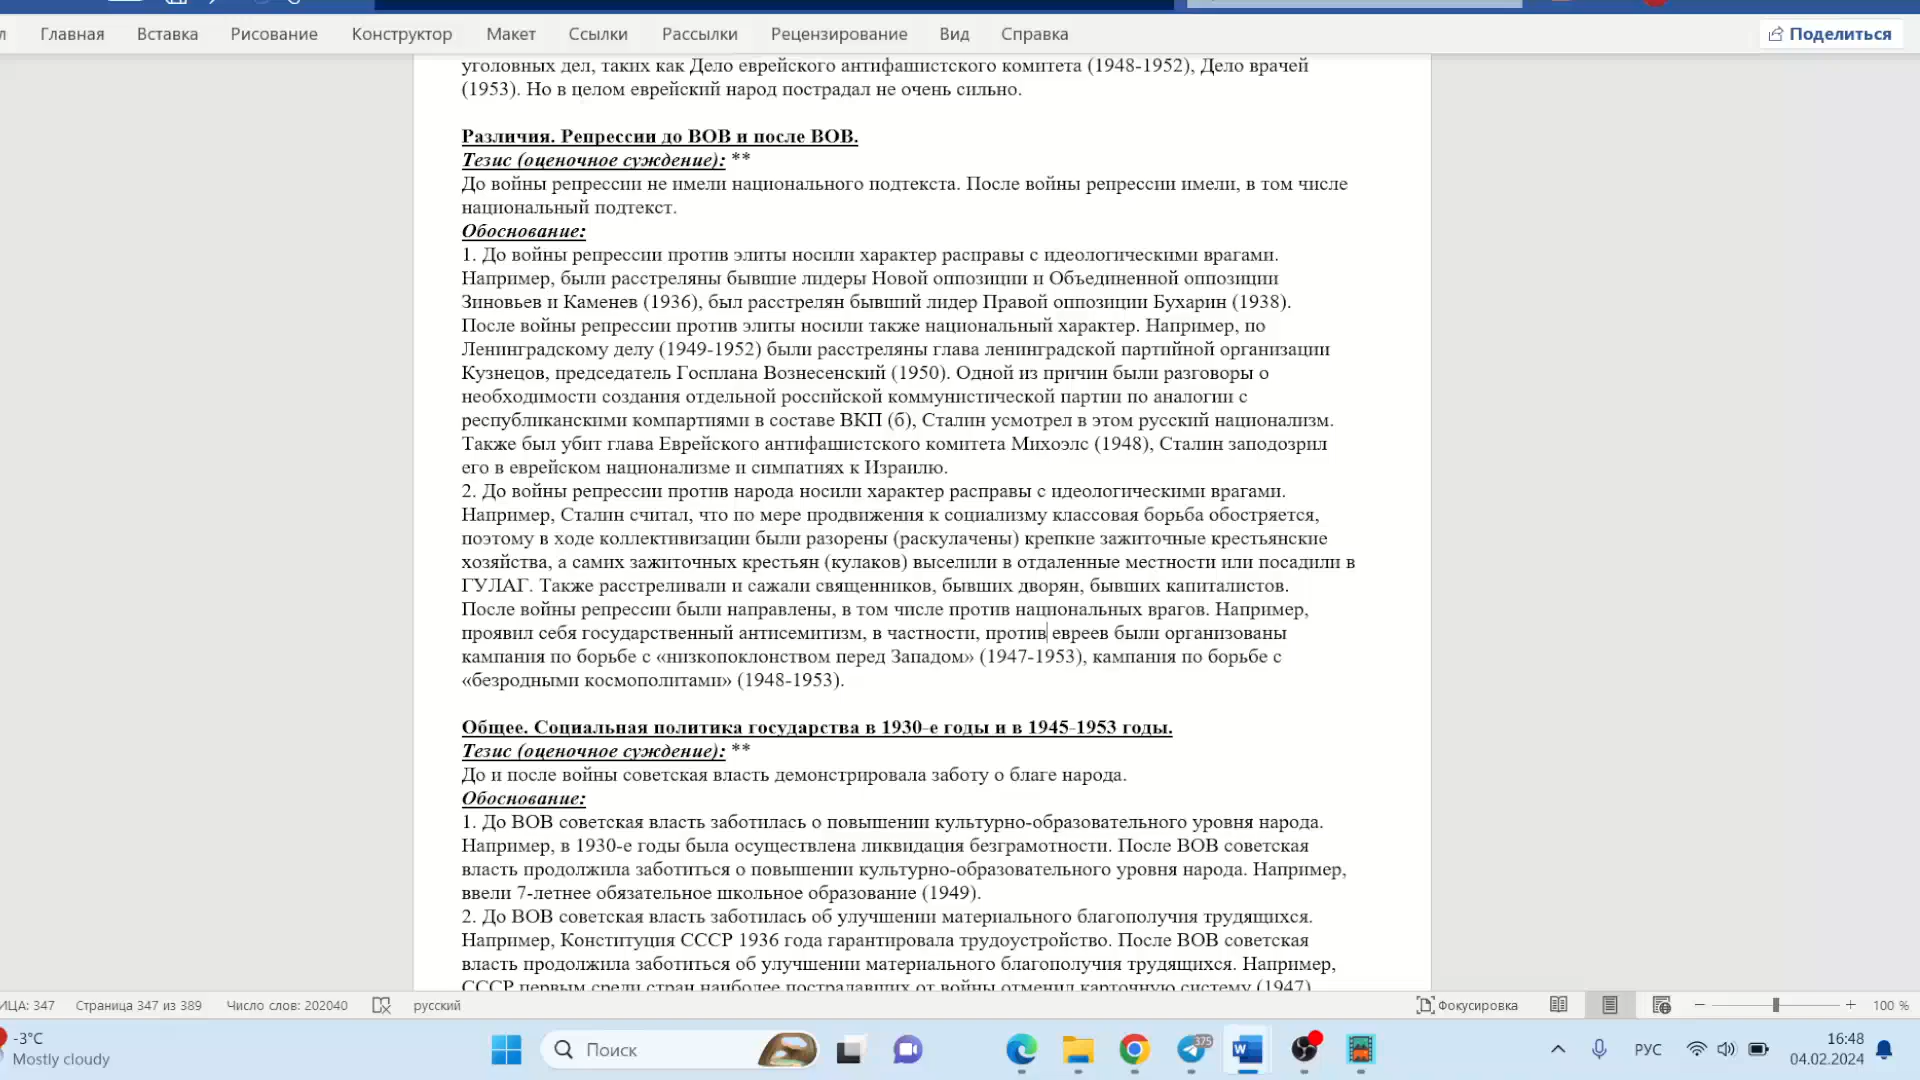 Главная Вставка Рисование Конструктор Макет Ссылки Рассылки Рецензирование Вид Справка Поделиться
уголовных дел, таких как Дело еврейского антифашистского комитета (1948-1952), Дело врачей
(1953). Но в целом еврейский народ пострадал не очень сильно.
Различия. Репрессии до ВОВ и после ВОВ.
Тезис (оценочное суждение): **
До войны репрессии не имели национального подтекста. После войны репрессии имели, в том числе
национальный подтекст.
Обоснование:
1. До войны репрессии против элиты носили характер расправы с идеологическими врагами.
Например, были расстреляны бывшие лидеры Новой оппозиции и Объединенной оппозиции
Зиновьев и Каменев (1936), был расстрелян бывший лидер Правой оппозиции Бухарин (1938).
После войны репрессии против элиты носили также национальный характер. Например, по
Ленинградскому делу (1949-1952) были расстреляны глава ленинградской партийной организации
Кузнецов, председатель Госплана Вознесенский (1950). Одной из причин были разговоры о
необходимости создания отдельной российской коммунистической партии по аналогии с
республиканскими компартиями в составе ВКП (б), Сталин усмотрел в этом русский национализм.
Также был убит глава Еврейского антифашистского комитета Михоэлс (1948), Сталин заподозрил
его в еврейском национализме и симпатиях к Израилю.
2. До войны репрессии против народа носили характер расправы с идеологическими врагами.
Например, Сталин считал, что по мере продвижения к социализму классовая борьба обостряется,
поэтому в ходе коллективизации были разорены (раскулачены) крепкие зажиточные крестьянские
хозяйства, а самих зажиточных крестьян (кулаков) выселили в отдаленные местности или посадили в
ГУЛАГ. Также расстреливали и сажали священников, бывших дворян, бывших капиталистов.
После войны репрессии были направлены, в том числе против национальных врагов. Например,
проявил себя государственный антисемитизм, в частности, против евреев были организованы
кампания по борьбе с «низкопоклонством перед Западом» (1947-1953), кампания по борьбе с
«безродными космополитами» (1948-1953).
Общее. Социальная политика государства в 1930-е годы и в 1945-1953 годы.
Тезис (оценочное суждение): **
До и после войны советская власть демонстрировала заботу о благе народа.
Обоснование:
1. До ВОВ советская власть заботилась о повышении культурно-образовательного уровня народа.
Например, в 1930-е годы была осуществлена ликвидация безграмотности. После ВОВ советская
власть продолжила заботиться о повышении культурно-образовательного уровня народа. Например,
ввели 7-летнее обязательное школьное образование (1949).
2. До ВОВ советская власть заботилась об улучшении материального благополучия трудящихся.
Например, Конституция СССР 1936 года гарантировала трудоустройство. После ВОВ советская
власть продолжила заботиться об улучшении материального благополучия трудящихся. Например,
СССР первым среди стран наиболее пострадавших от войны отменил карточную систему (1947)
ИЦА: 347 Страница 347 из 389 Число слов: 202040 русский Фокусировка 100 %
-3°C
Mostly cloudy
Поиск
375
РУС
16:48
04.02.2024